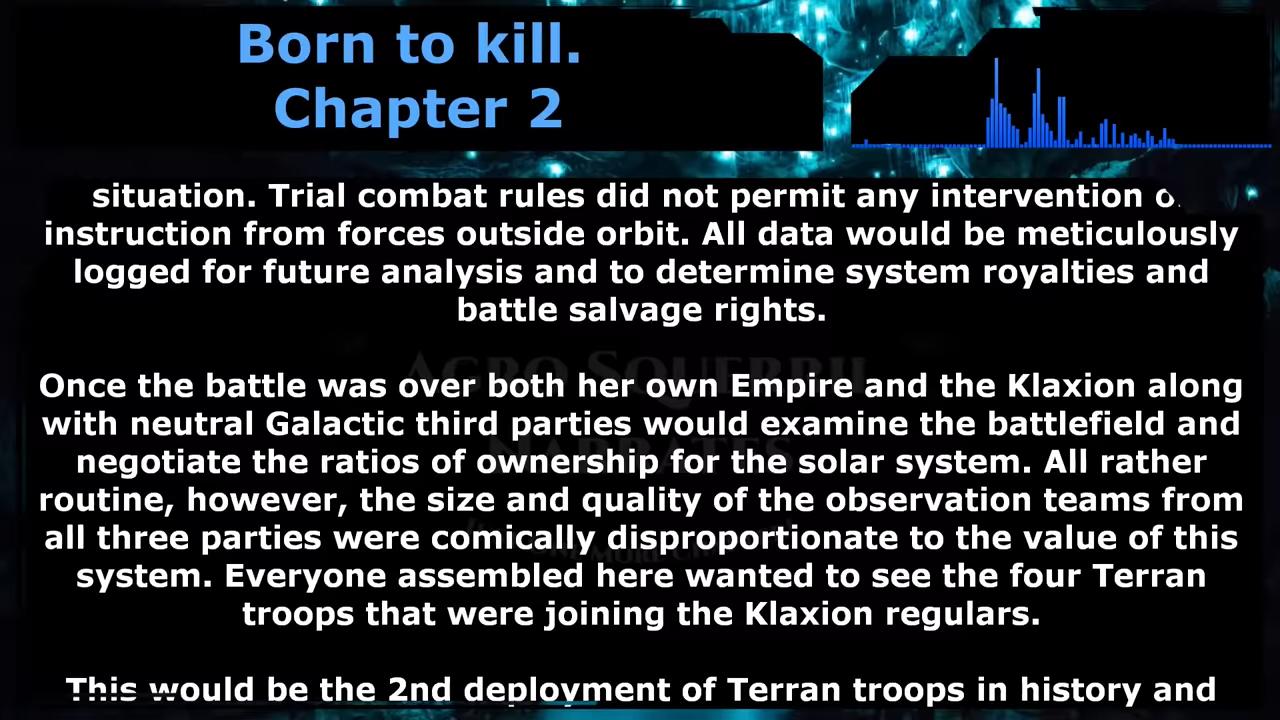 Born to kill.
Chapter 2
situation. Trial combat rules did not permit any intervention
instruction from forces outside orbit. All data would be meticulously
logged for future analysis and to determine system royalties and
battle salvage rights.
Once the battle was over both her own Empire and the Klaxion along
with neutral Galactic third parties would examine the battlefield and
negotiate the ratios of ownership for the solar system. All rather
routine, however, the size and quality of the observation teams from
all three parties were comically disproportionate to the value of this
system. Everyone assembled here wanted to see the four Terran
troops that were joining the Klaxion regulars.
This would be the 2nd deployment of Terran troops in history and
Agro Squerril
Narrates